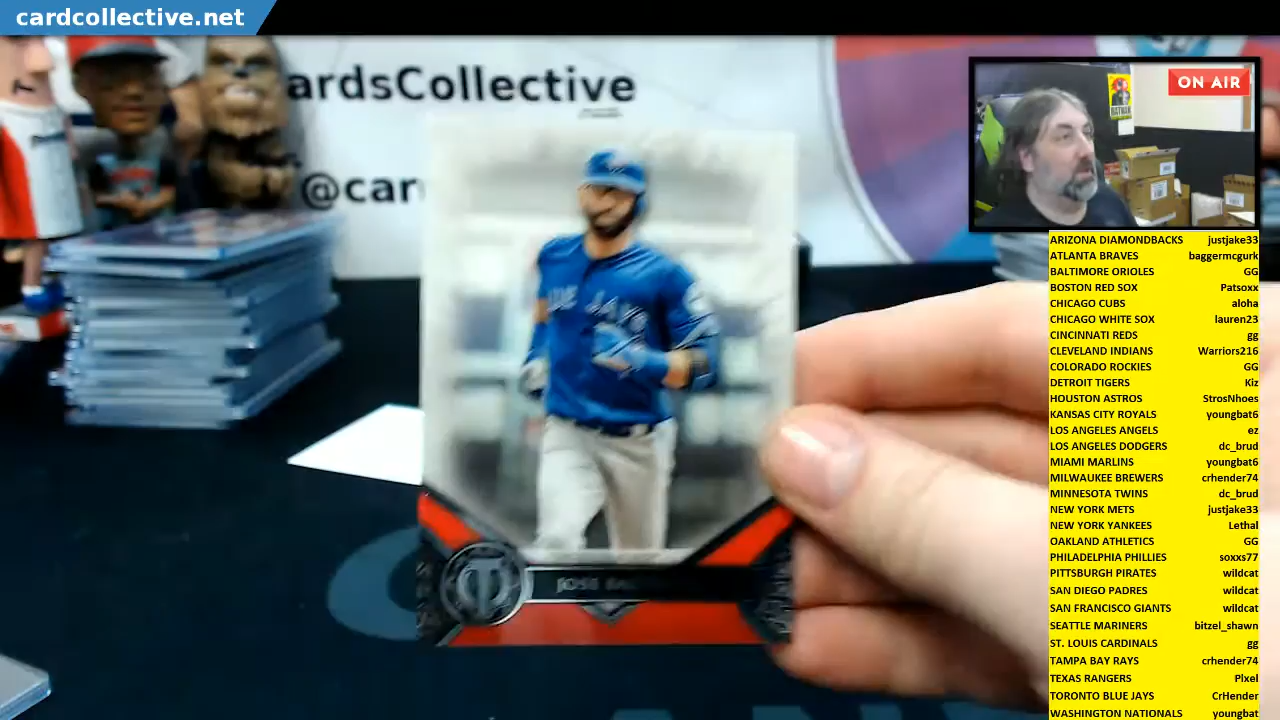 cardcollective.net
ardsCollective
@car
ON AIR
BLUE JAYS
JOSE
ARIZONA DIAMONDBACKS justjake33
ATLANTA BRAVES baggermcgurk
BALTIMORE ORIOLES GG
BOSTON RED SOX Patsoxx
CHICAGO CUBS aloha
CHICAGO WHITE SOX lauren23
CINCINNATI REDS gg
CLEVELAND INDIANS Warriors216
COLORADO ROCKIES GG
DETROIT TIGERS Kiz
HOUSTON ASTROS StrosNhoes
KANSAS CITY ROYALS youngbat6
LOS ANGELES ANGELS ez
LOS ANGELES DODGERS dc_brud
MIAMI MARLINS youngbat6
MILWAUKEE BREWERS crhender74
MINNESOTA TWINS dc_brud
NEW YORK METS justjake33
NEW YORK YANKEES Lethal
OAKLAND ATHLETICS GG
PHILADELPHIA PHILLIES soxxs77
PITTSBURGH PIRATES wildcat
SAN DIEGO PADRES wildcat
SAN FRANCISCO GIANTS wildcat
SEATTLE MARINERS bitzel_shawn
ST. LOUIS CARDINALS gg
TAMPA BAY RAYS crhender74
TEXAS RANGERS Plxel
TORONTO BLUE JAYS CrHender
WASHINGTON NATIONALS youngbat